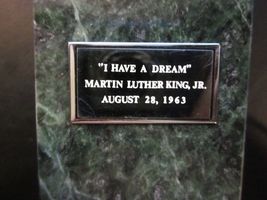 "I HAVE A DREAM"
MARTIN LUTHER KING, JR.
AUGUST 28, 1963